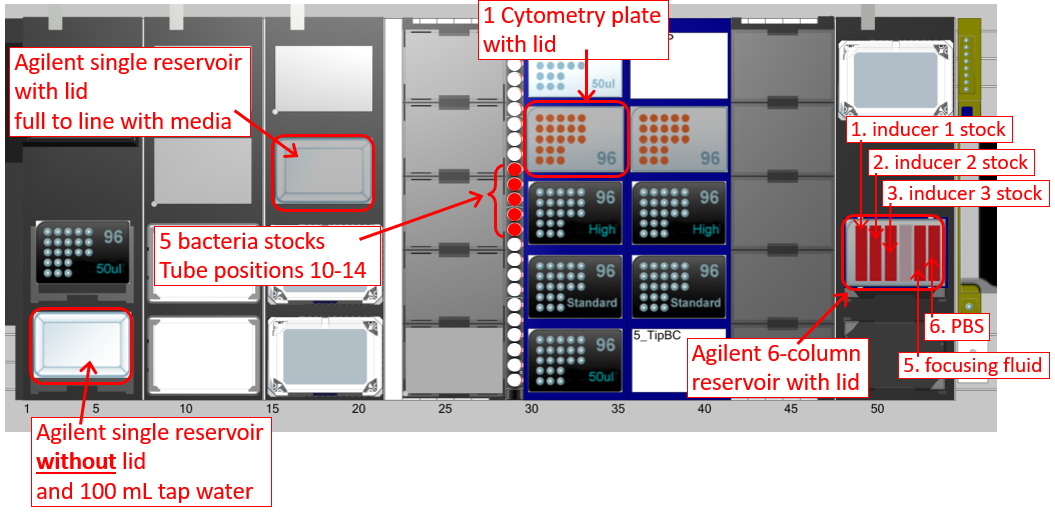 1 Cytometry plate
with lid
Agilent single reservoir
with lid
full to line with media
50ul
96
96
1. inducer 1 stock
2. inducer 2 stock
3. inducer 3 stock
5 bacteria stocks
Tube positions 10-14
96
50ul
96
High
96
High
96
Standard
96
Standard
96
50ul
5_TipBC
Agilent 6-column
reservoir with lid
6. PBS
5. focusing fluid
1
5
10
15
20
25
30
35
40
45
50
Agilent single reservoir
without lid
and 100 mL tap water